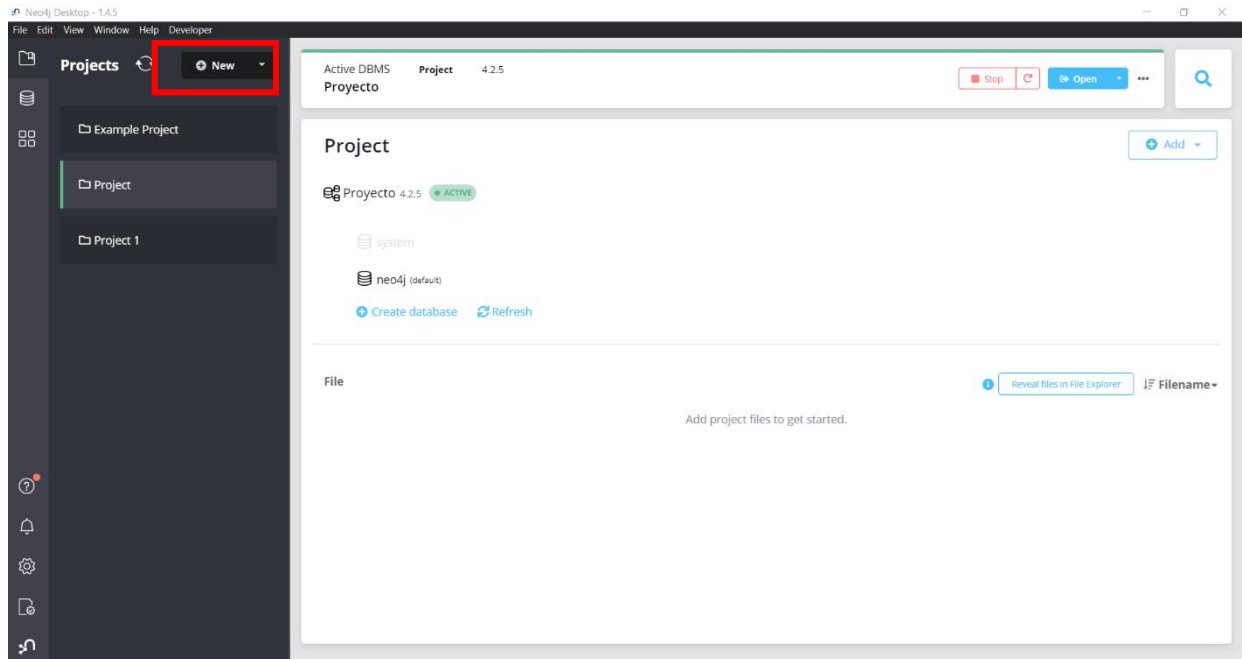 Neo4j Desktop - 1.4.5
File Edit View Window Help Developer
Projects
New
Example Project
Project
Project 1
Active DBMS Project 4.2.5
Proyecto
Stop
Open
Project
Add
Proyecto 4.2.5 ACTIVE
system
neo4j (default)
Create database Refresh
File
Reveal files in File Explorer
Filename
Add project files to get started.